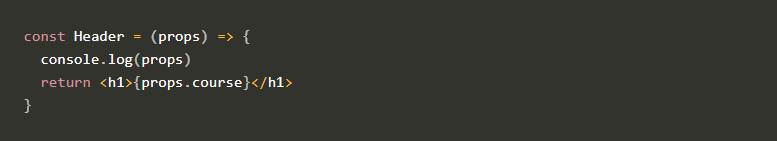 const Header = (props) => {
  console.log(props)
  return <h1>{props.course}</h1>
}